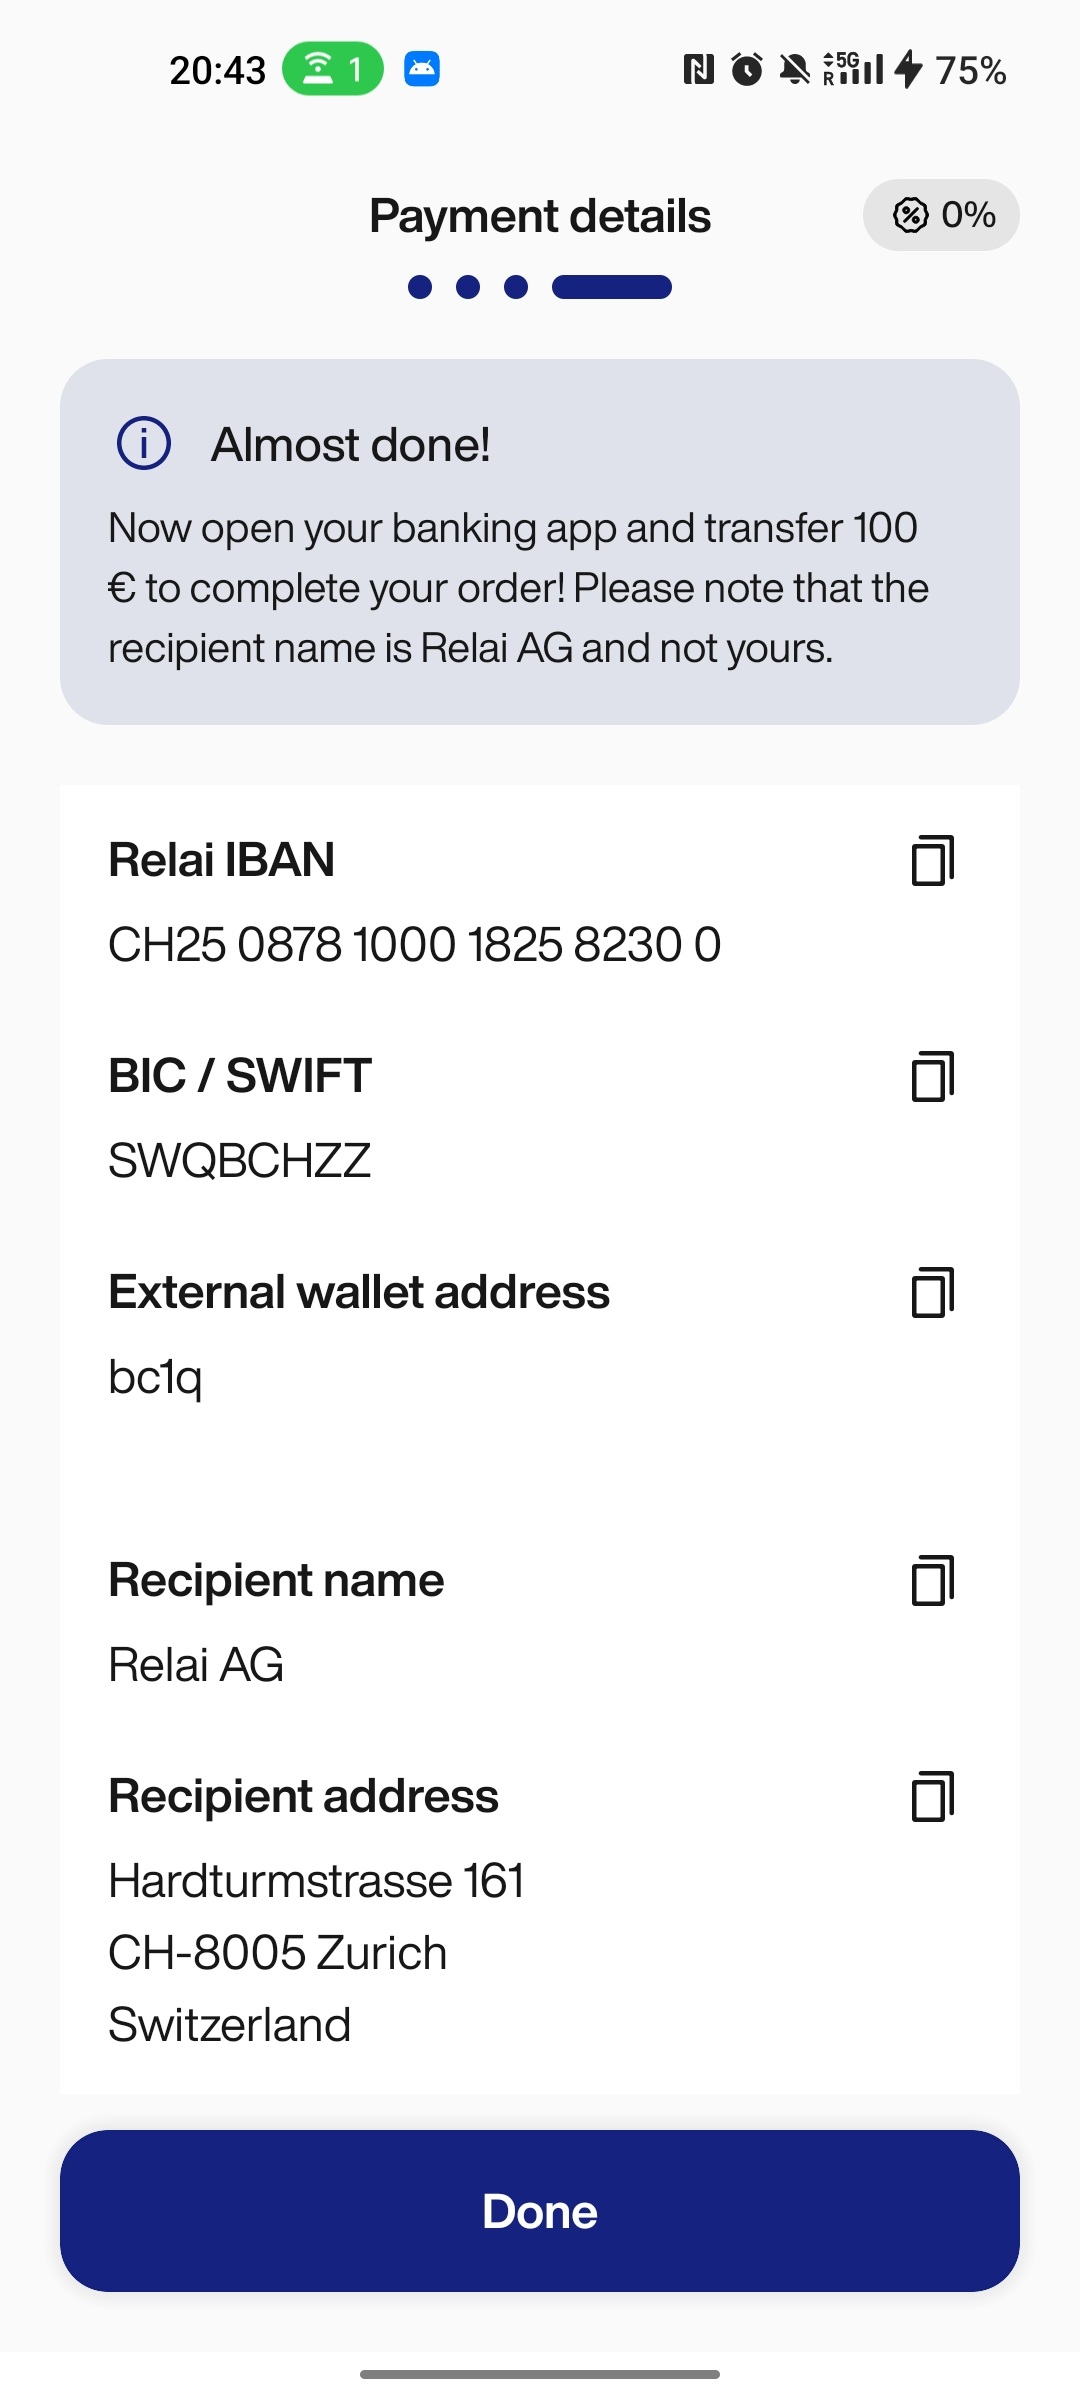 20:43 1 5G R 75%
Payment details
0%
Almost done!
Now open your banking app and transfer 100
€ to complete your order! Please note that the
recipient name is Relai AG and not yours.
Relai IBAN
CH25 0878 1000 1825 8230 0
BIC / SWIFT
SWQBCHZZ
External wallet address
bc1q
Recipient name
Relai AG
Recipient address
Hardturmstrasse 161
CH-8005 Zurich
Switzerland
Done